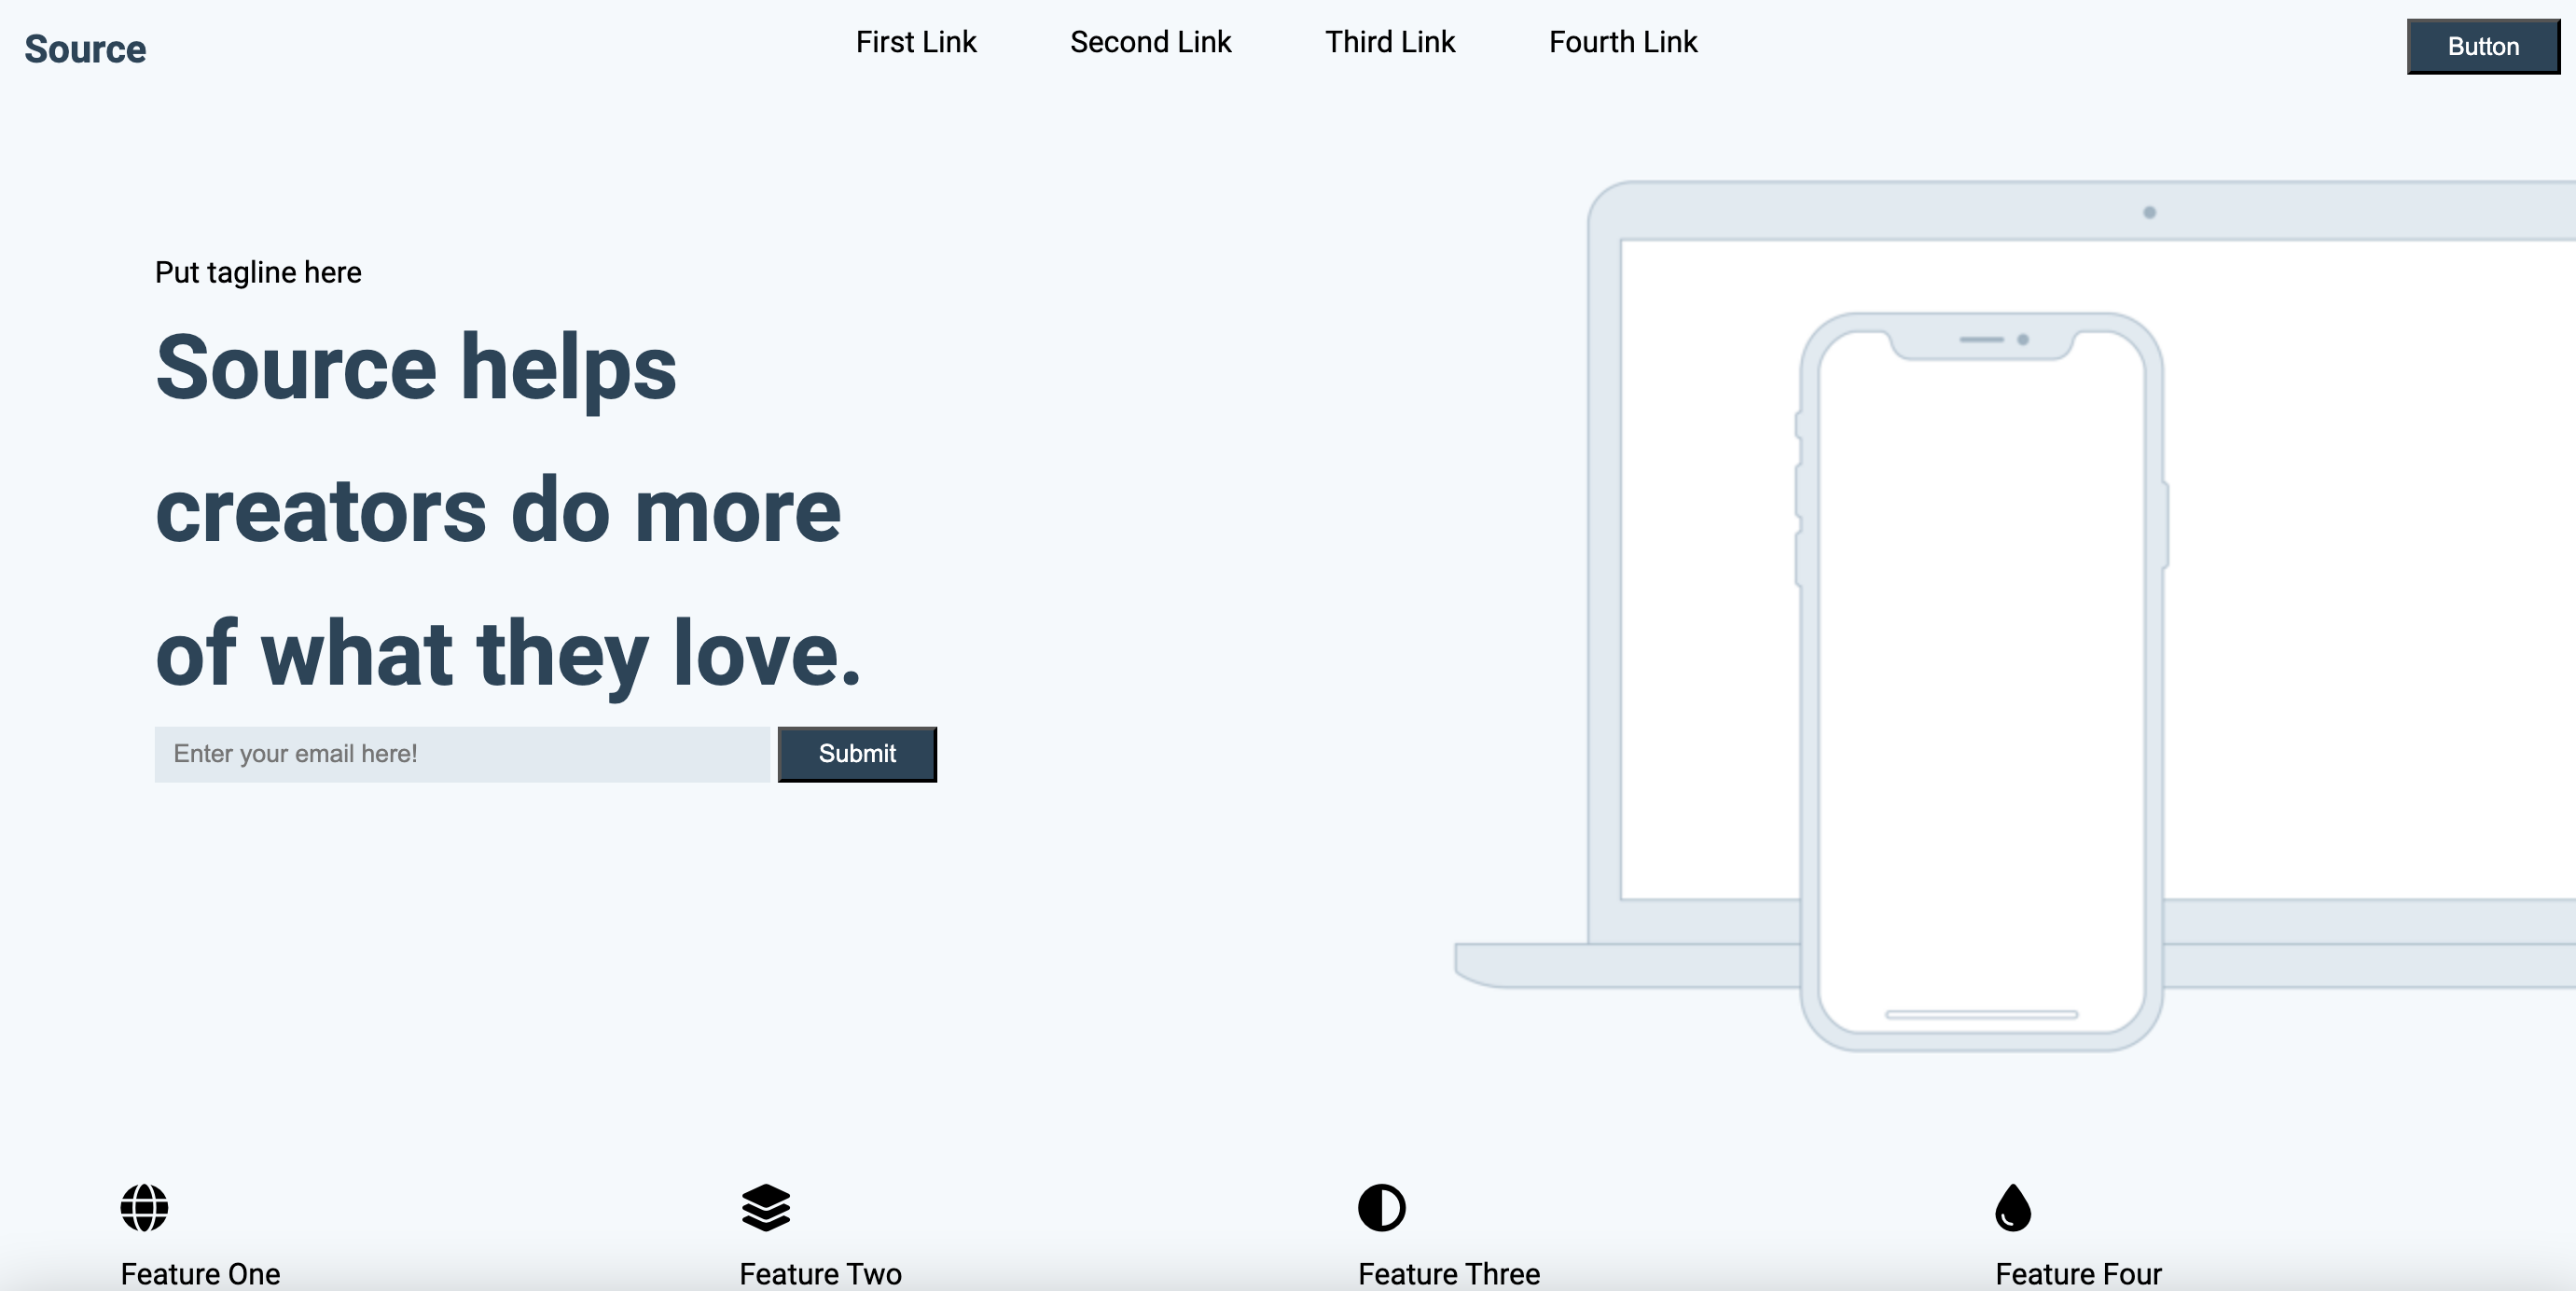 Source
First Link
Second Link
Third Link
Fourth Link
Button
Put tagline here
Source helps
creators do more
of what they love.
Enter your email here!
Submit
Feature One
Feature Two
Feature Three
Feature Four